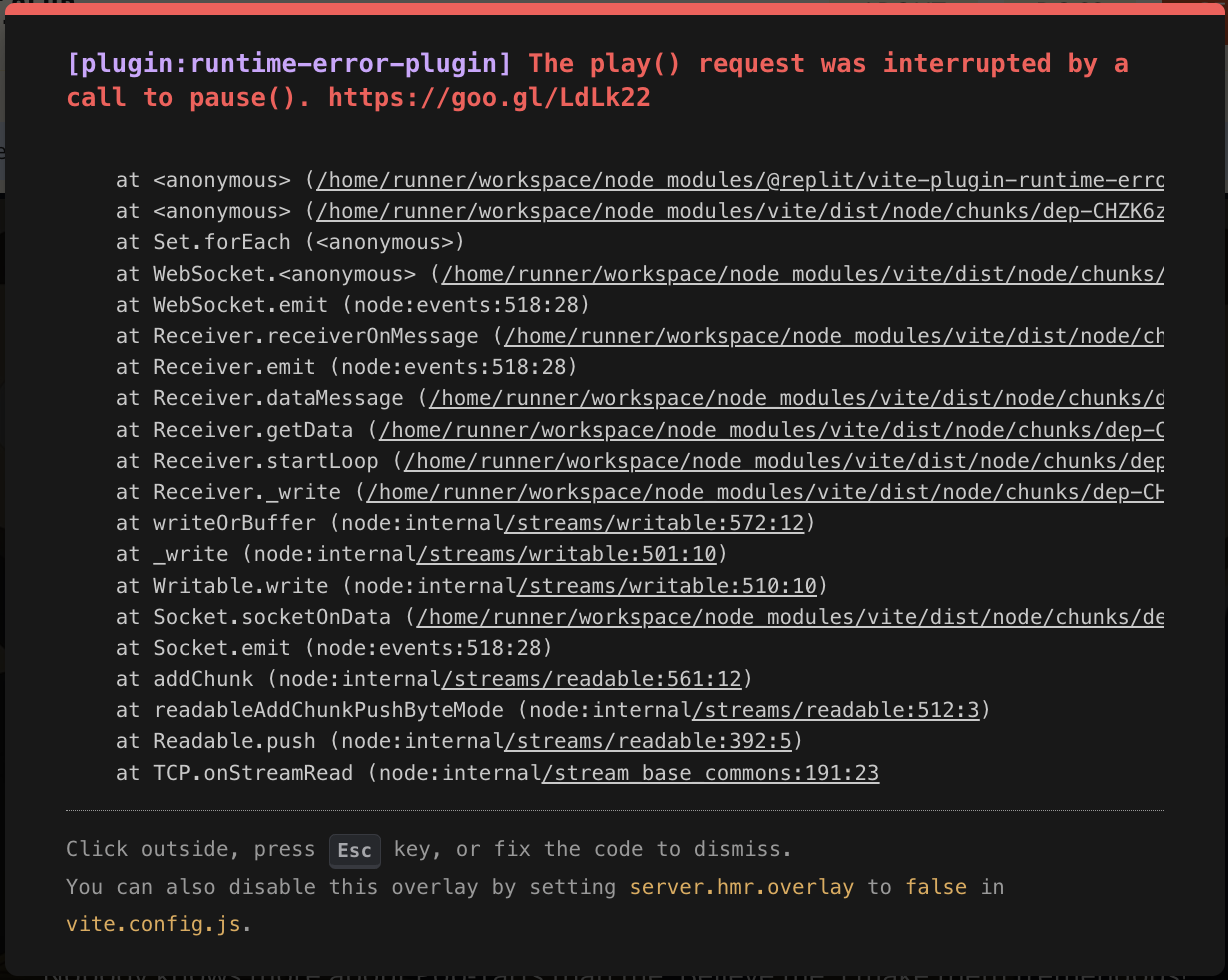 [plugin:runtime-error-plugin] The play() request was interrupted by a
call to pause(). https://goo.gl/LdLk22
at <anonymous> (/home/runner/workspace/node_modules/@replit/vite-plugin-runtime-erro
at <anonymous> (/home/runner/workspace/node_modules/vite/dist/node/chunks/dep-CHZK6z
at Set.forEach (<anonymous>)
at WebSocket.<anonymous> (/home/runner/workspace/node_modules/vite/dist/node/chunks/
at WebSocket.emit (node:events:518:28)
at Receiver.receiverOnMessage (/home/runner/workspace/node_modules/vite/dist/node/ch
at Receiver.emit (node:events:518:28)
at Receiver.dataMessage (/home/runner/workspace/node_modules/vite/dist/node/chunks/d
at Receiver.getData (/home/runner/workspace/node_modules/vite/dist/node/chunks/dep-C
at Receiver.startLoop (/home/runner/workspace/node_modules/vite/dist/node/chunks/dep
at Receiver._write (/home/runner/workspace/node_modules/vite/dist/node/chunks/dep-CH
at writeOrBuffer (node:internal/streams/writable:572:12)
at _write (node:internal/streams/writable:501:10)
at Writable.write (node:internal/streams/writable:510:10)
at Socket.socketOnData (/home/runner/workspace/node_modules/vite/dist/node/chunks/de
at Socket.emit (node:events:518:28)
at addChunk (node:internal/streams/readable:561:12)
at readableAddChunkPushByteMode (node:internal/streams/readable:512:3)
at Readable.push (node:internal/streams/readable:392:5)
at TCP.onStreamRead (node:internal/stream_base_commons:191:23
Click outside, press Esc key, or fix the code to dismiss.
You can also disable this overlay by setting server.hmr.overlay to false in
vite.config.js.